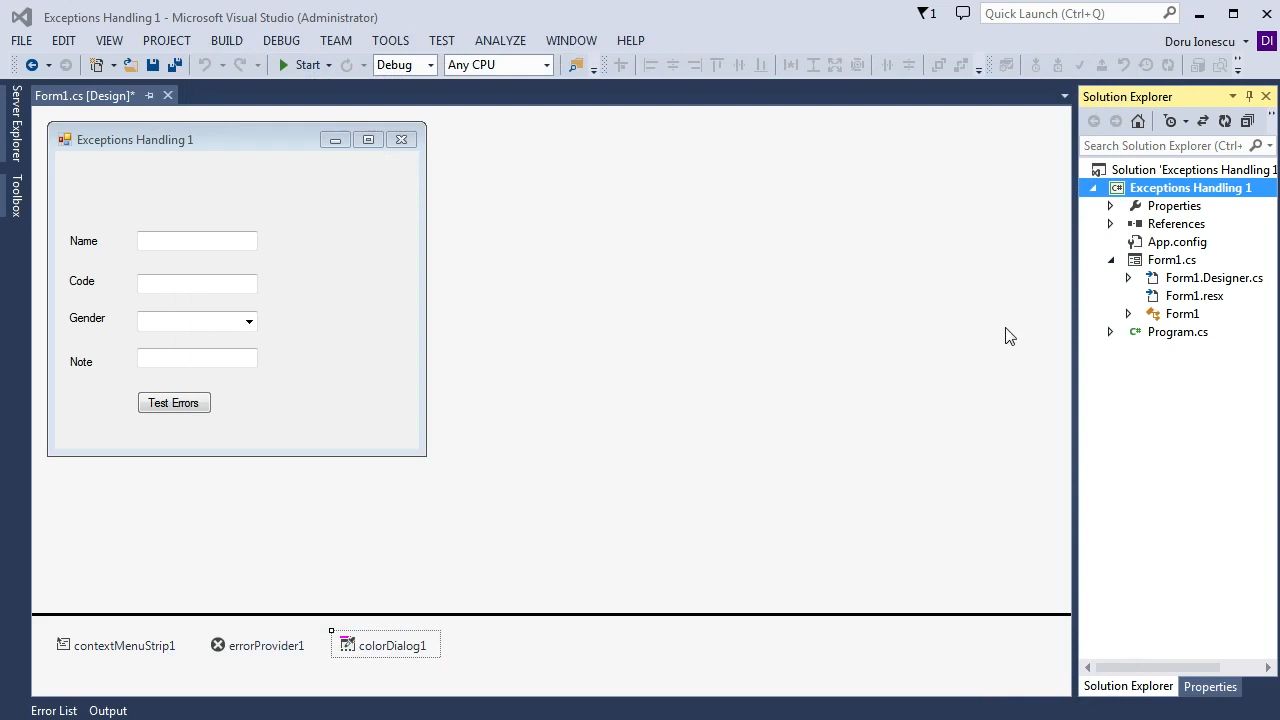 Exceptions Handling 1 - Microsoft Visual Studio (Administrator)
1
Quick Launch (Ctrl+Q)
FILE EDIT VIEW PROJECT BUILD DEBUG TEAM TOOLS TEST ANALYZE WINDOW HELP
Doru Ionescu DI
Start Debug Any CPU
Form1.cs [Design]*
Solution Explorer
Server Explorer
Toolbox
Exceptions Handling 1
Name
Code
Gender
Note
Test Errors
Search Solution Explorer (Ctrl+
Solution 'Exceptions Handling 1
C# Exceptions Handling 1
Properties
References
App.config
Form1.cs
Form1.Designer.cs
Form1.resx
Form1
C# Program.cs
contextMenuStrip1 errorProvider1 colorDialog1
Solution Explorer Properties
Error List Output